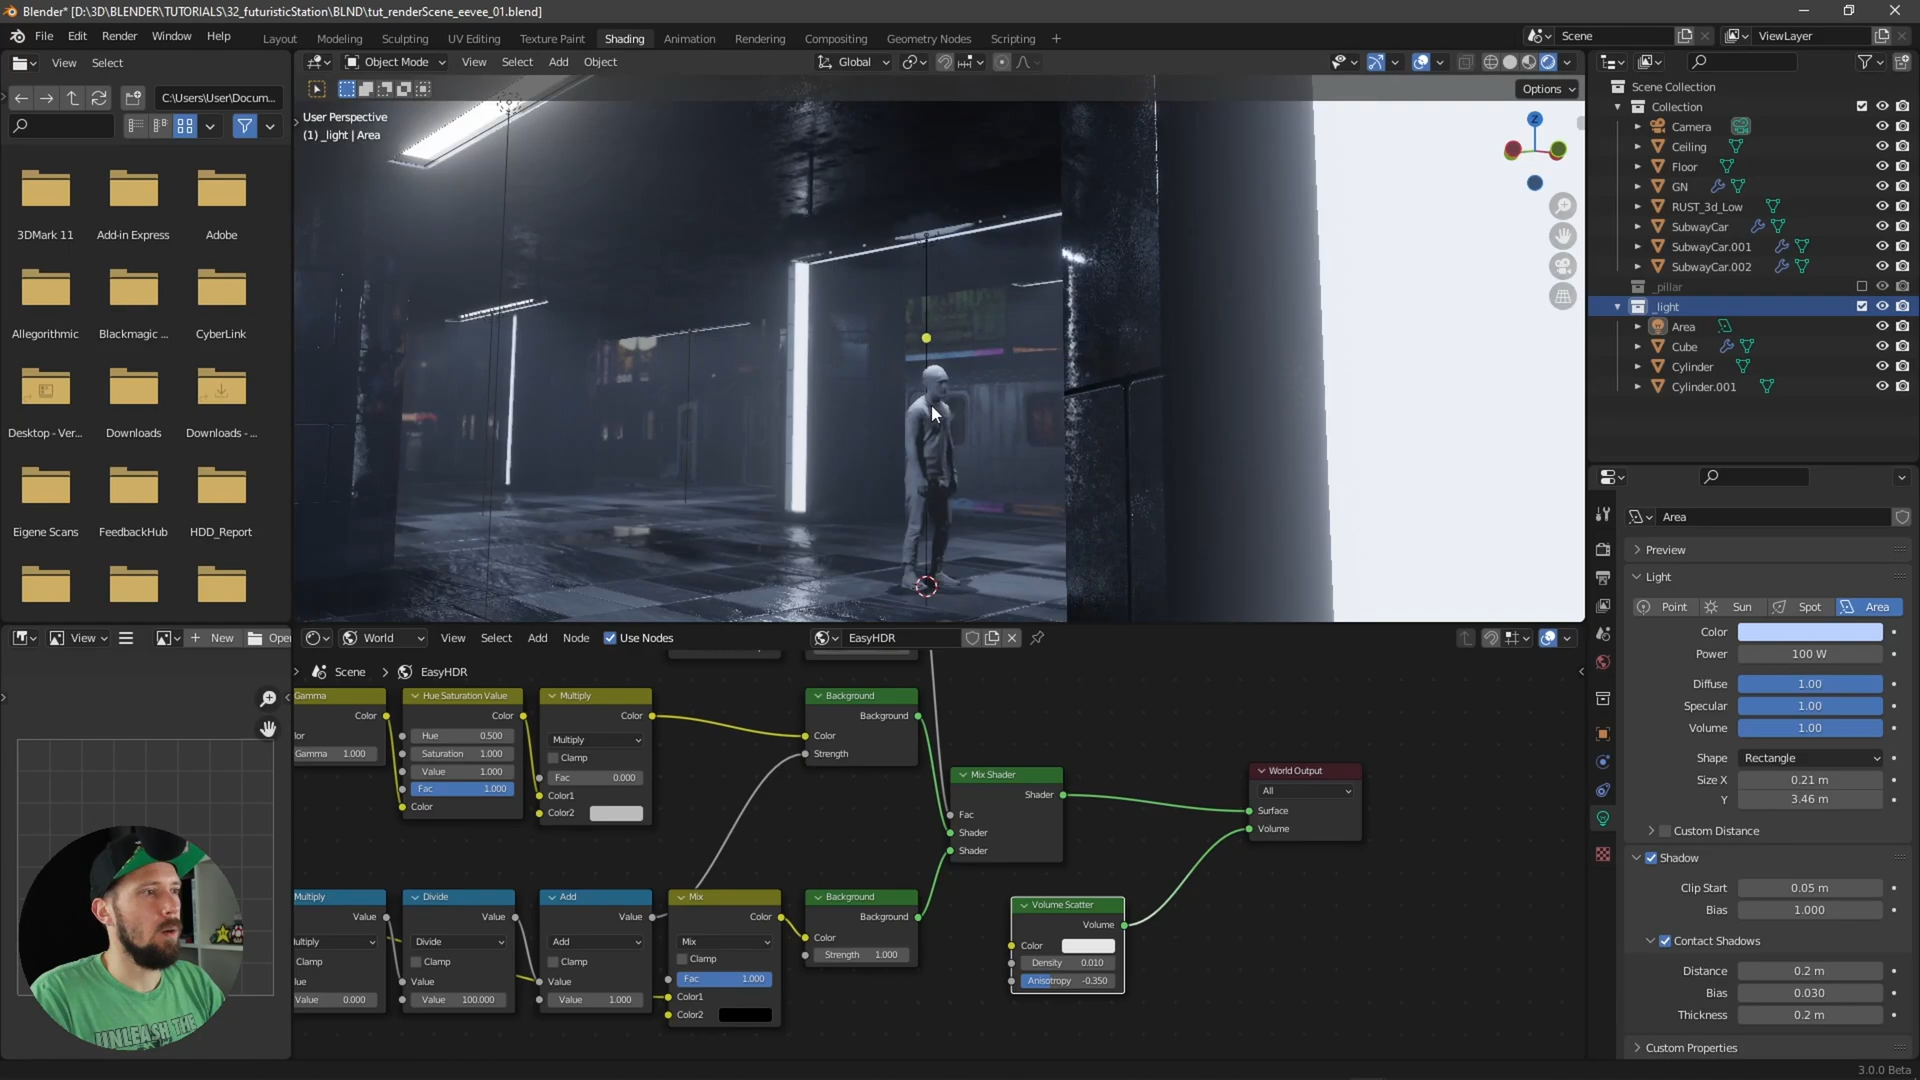 Blender* [D:\3D\BLENDER\TUTORIALS\32_futuristicStation\BLND\tut_renderScene_eevee_01.blend]
File Edit Render Window Help
Layout Modeling Sculpting UV Editing Texture Paint Shading Animation Rendering Compositing Geometry Nodes Scripting +
Scene
ViewLayer
View Select
Object Mode View Select Add Object
Global
Options
C:\Users\User\Docum...
User Perspective
(1) _light | Area
Z
3DMark 11
Add-in Express
Adobe
Allegorithmic
Blackmagic ...
CyberLink
Desktop - Ver...
Downloads
Downloads - ...
Eigene Scans
FeedbackHub
HDD_Report
Scene Collection
Collection
Camera
Ceiling
Floor
GN
RUST_3d_Low
SubwayCar
SubwayCar.001
SubwayCar.002
_pillar
_light
Area
Cube
Cylinder
Cylinder.001
Area
Preview
Light
Point Sun Spot Area
Color
Power 100 W
Diffuse 1.00
Specular 1.00
Volume 1.00
Shape Rectangle
Size X 0.21 m
Y 3.46 m
Custom Distance
Shadow
Clip Start 0.05 m
Bias 1.000
Contact Shadows
Distance 0.2 m
Bias 0.030
Thickness 0.2 m
Custom Properties
View New Open
World View Select Add Node Use Nodes EasyHDR
Scene > EasyHDR
Gamma
Color
lor
Gamma 1.000
Hue Saturation Value
Color
Hue 0.500
Saturation 1.000
Value 1.000
Fac 1.000
Color
Multiply
Color
Multiply
Clamp
Fac 0.000
Color1
Color2
Background
Background
Color
Strength
Mix Shader
Shader
Fac
Shader
Shader
World Output
All
Surface
Volume
Multiply
Value
ultiply
Clamp
lue
Value 0.000
Divide
Value
Divide
Clamp
Value
Value 100.000
Add
Value
Add
Clamp
Value
Value 1.000
Mix
Color
Mix
Clamp
Fac 1.000
Color1
Color2
Background
Background
Color
Strength 1.000
Volume Scatter
Volume
Color
Density 0.010
Anisotropy -0.350
UNLEASH THE
3.0.0 Beta